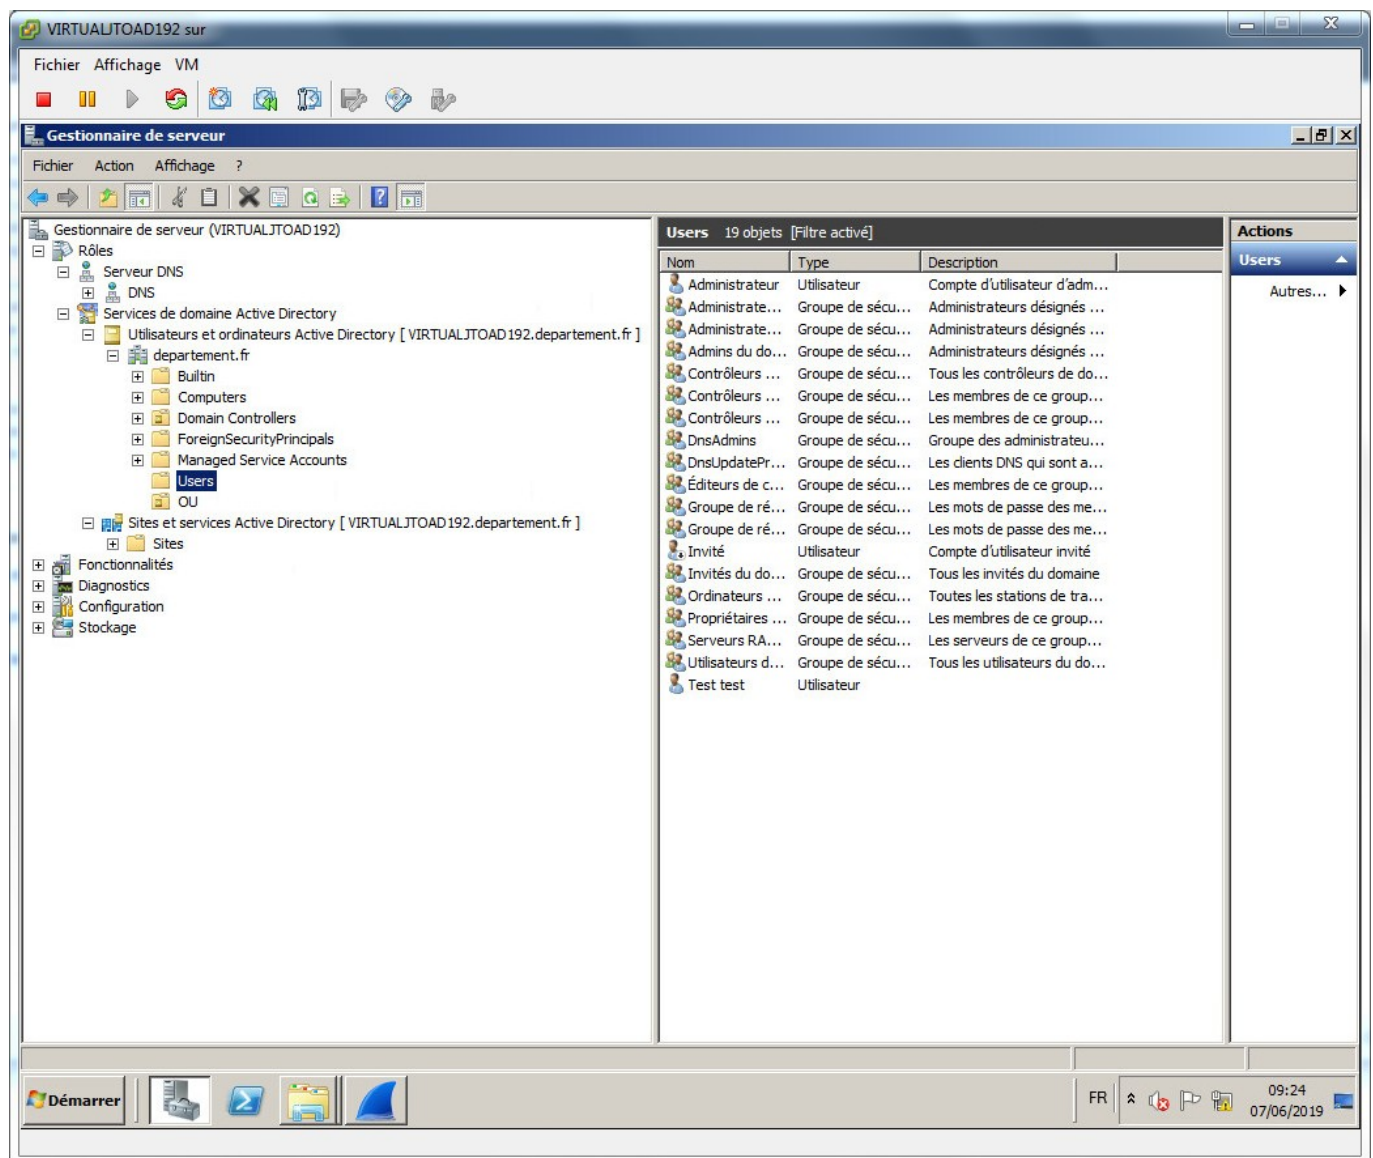 VIRTUALJTOAD192 sur
Fichier Affichage VM
Gestionnaire de serveur
Fichier Action Affichage ?
Gestionnaire de serveur (VIRTUALJTOAD192)
Rôles
Serveur DNS
DNS
Services de domaine Active Directory
Utilisateurs et ordinateurs Active Directory [ VIRTUALJTOAD192.departement.fr ]
departement.fr
Builtin
Computers
Domain Controllers
ForeignSecurityPrincipals
Managed Service Accounts
Users
OU
Sites et services Active Directory [ VIRTUALJTOAD192.departement.fr ]
Sites
Fonctionnalités
Diagnostics
Configuration
Stockage
Users 19 objets [Filtre activé]
Nom Type Description
Administrateur Utilisateur Compte d'utilisateur d'adm...
Administrate... Groupe de sécu... Administrateurs désignés ...
Administrate... Groupe de sécu... Administrateurs désignés ...
Admins du do... Groupe de sécu... Administrateurs désignés ...
Contrôleurs ... Groupe de sécu... Tous les contrôleurs de do...
Contrôleurs ... Groupe de sécu... Les membres de ce group...
Contrôleurs ... Groupe de sécu... Les membres de ce group...
DnsAdmins Groupe de sécu... Groupe des administrateu...
DnsUpdatePr... Groupe de sécu... Les clients DNS qui sont a...
Éditeurs de c... Groupe de sécu... Les membres de ce group...
Groupe de ré... Groupe de sécu... Les mots de passe des me...
Groupe de ré... Groupe de sécu... Les mots de passe des me...
Invité Utilisateur Compte d'utilisateur invité
Invités du do... Groupe de sécu... Tous les invités du domaine
Ordinateurs ... Groupe de sécu... Toutes les stations de tra...
Propriétaires ... Groupe de sécu... Les membres de ce group...
Serveurs RA... Groupe de sécu... Les serveurs de ce group...
Utilisateurs d... Groupe de sécu... Tous les utilisateurs du do...
Test test Utilisateur
Actions
Users
Autres...
Démarrer
FR
09:24
07/06/2019